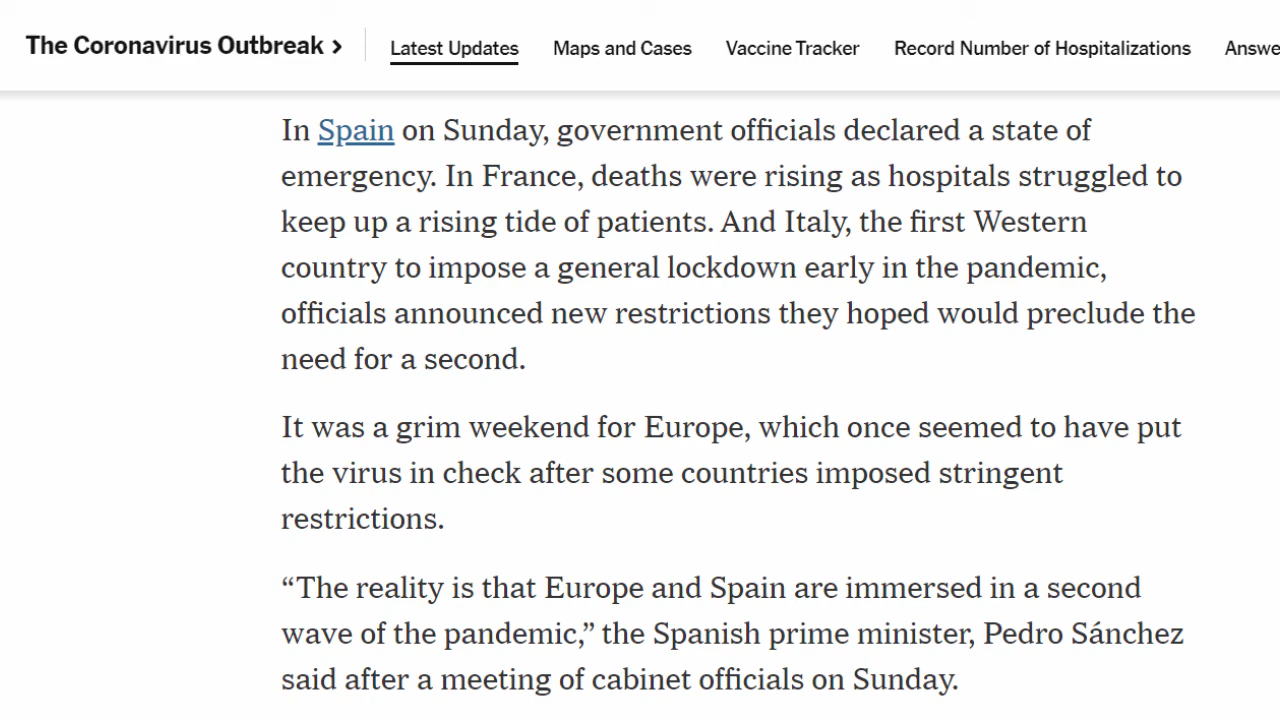 The Coronavirus Outbreak > Latest Updates Maps and Cases Vaccine Tracker Record Number of Hospitalizations Answe
In Spain on Sunday, government officials declared a state of
emergency. In France, deaths were rising as hospitals struggled to
keep up a rising tide of patients. And Italy, the first Western
country to impose a general lockdown early in the pandemic,
officials announced new restrictions they hoped would preclude the
need for a second.
It was a grim weekend for Europe, which once seemed to have put
the virus in check after some countries imposed stringent
restrictions.
“The reality is that Europe and Spain are immersed in a second
wave of the pandemic,” the Spanish prime minister, Pedro Sánchez
said after a meeting of cabinet officials on Sunday.